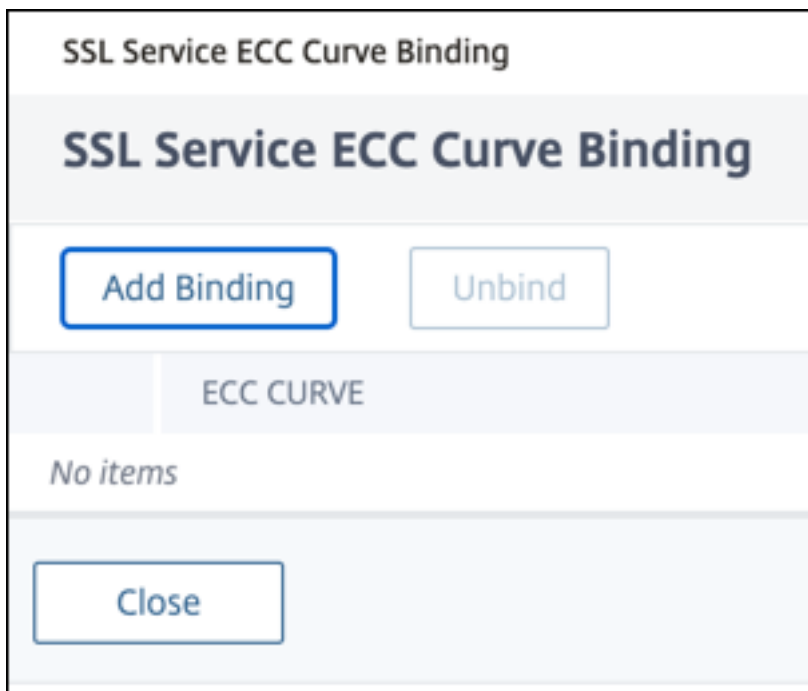 SSL Service ECC Curve Binding
SSL Service ECC Curve Binding
Add Binding Unbind
ECC CURVE
No items
Close